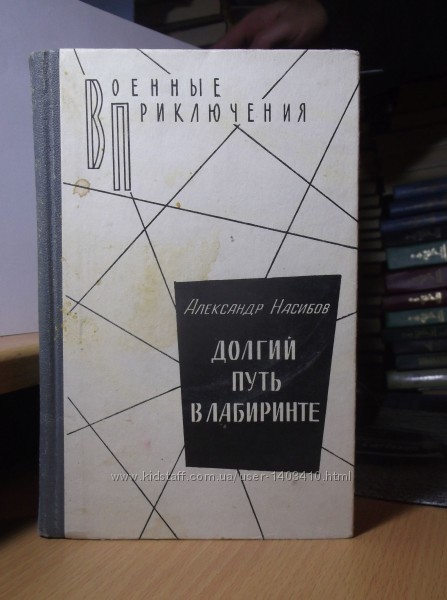 Военные
Приключения
Александр Насибов
ДОЛГИЙ
ПУТЬ
В ЛАБИРИНТЕ
www.kidstaff.com.ua/user-1403410.html